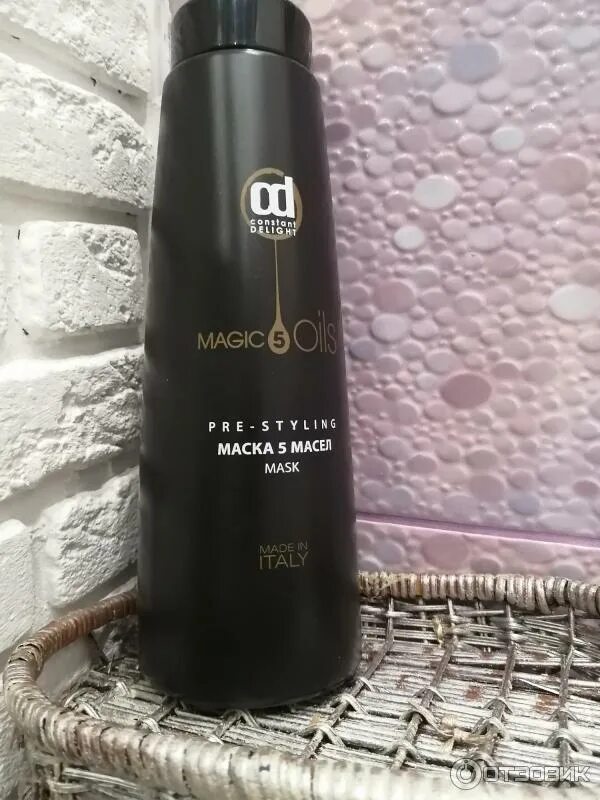 cd
constant
DELIGHT
MAGIC 5 Oils
PRE-STYLING
МАСКА 5 МАСЕЛ
MASK
MADE IN
ITALY
ОТЗОВИК